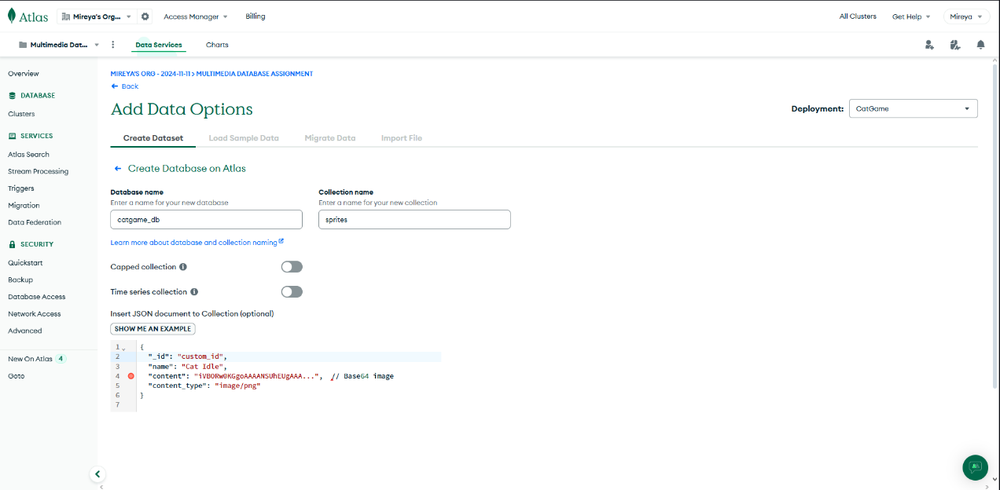 Atlas
Mireya's Org...
Access Manager
Billing
All Clusters
Get Help
Mireya
Multimedia Dat...
Data Services
Charts
Overview
DATABASE
Clusters
SERVICES
Atlas Search
Stream Processing
Triggers
Migration
Data Federation
SECURITY
Quickstart
Backup
Database Access
Network Access
Advanced
New On Atlas 4
Goto
MIREYA'S ORG - 2024-11-11 > MULTIMEDIA DATABASE ASSIGNMENT
← Back
Add Data Options
Deployment: CatGame
Create Dataset Load Sample Data Migrate Data Import File
← Create Database on Atlas
Database name
Enter a name for your new database
catgame_db
Collection name
Enter a name for your new collection
sprites
Learn more about database and collection naming
Capped collection
Time series collection
Insert JSON document to Collection (optional)
SHOW ME AN EXAMPLE
1 {
2 "_id": "custom_id",
3 "name": "Cat Idle",
4 "content": "iVBORw0KGgoAAAANSUhEUgAAA...", // Base64 image
5 "content_type": "image/png"
6 }
7